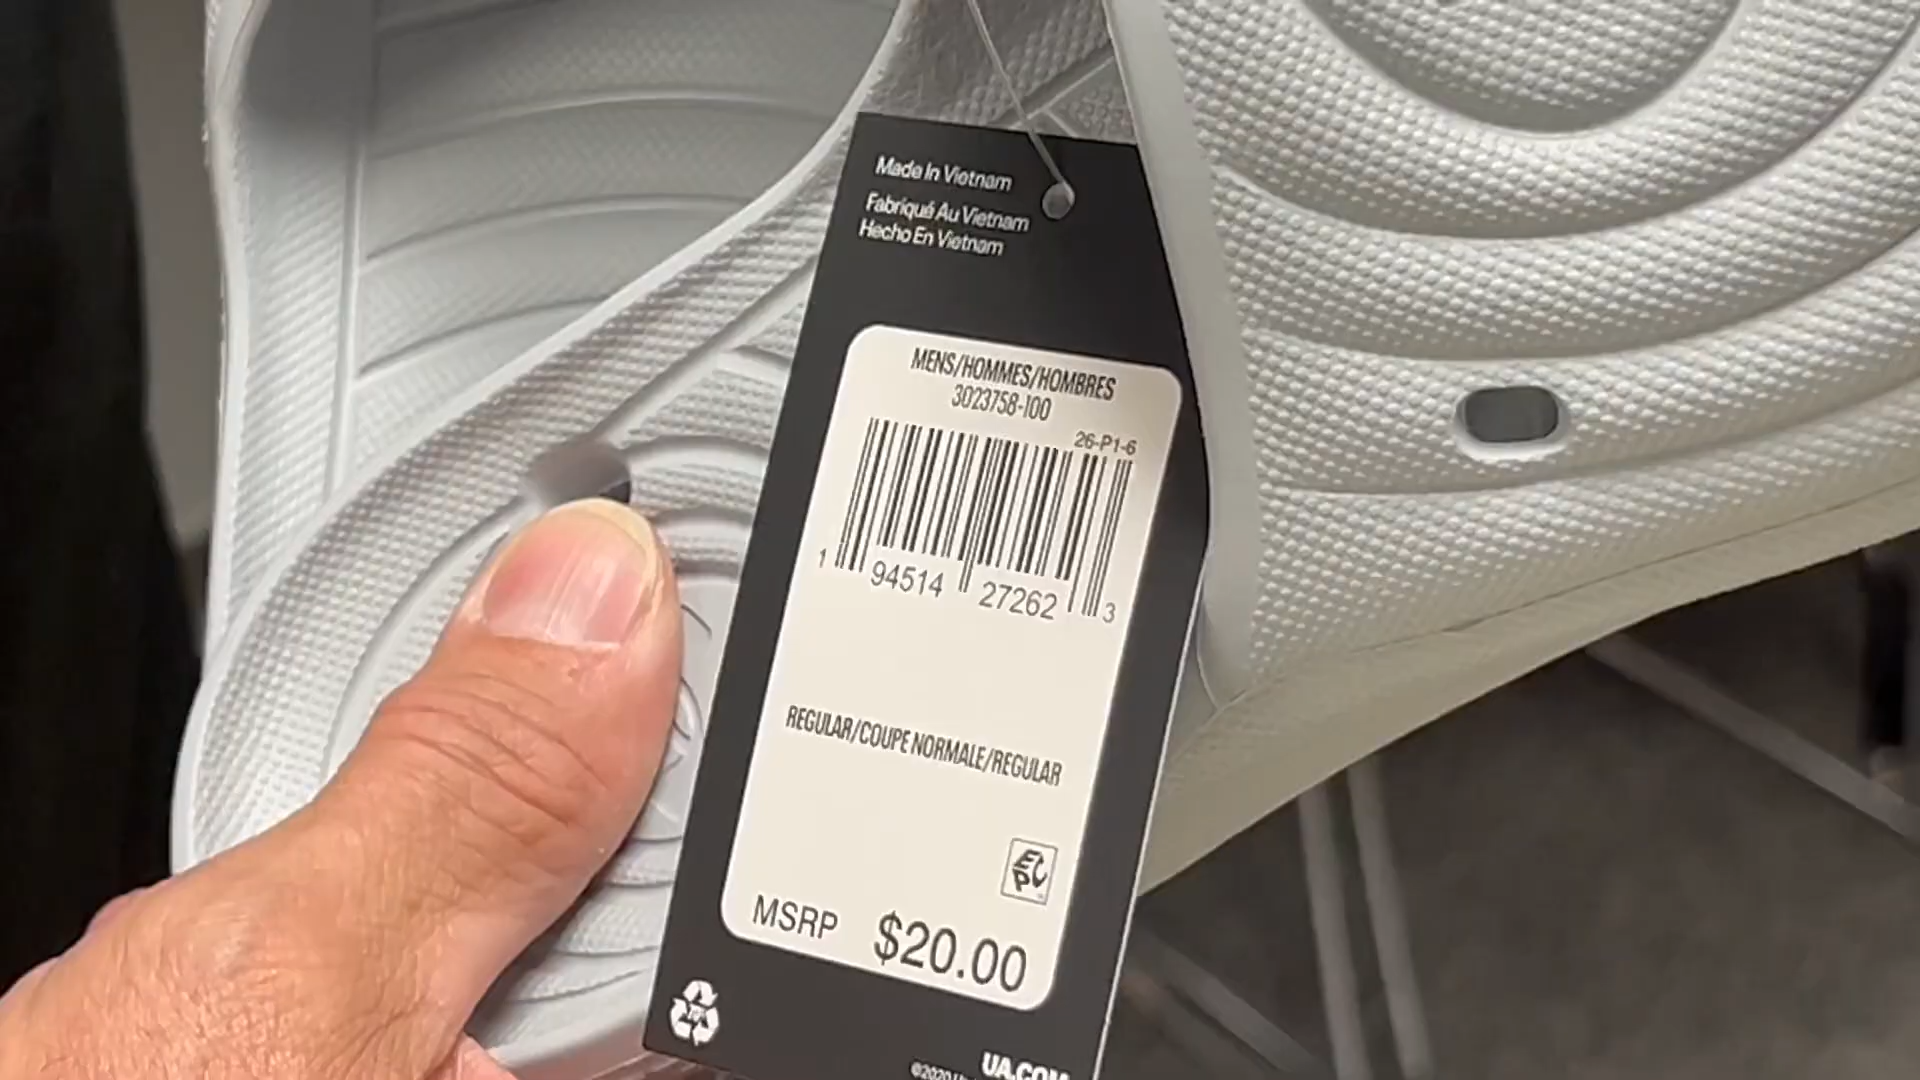 Made In Vietnam
Fabriqué Au Vietnam
Hecho En Vietnam
MENS/HOMMES/HOMBRES
3023758-100
26-P1-6
1 94514 27262 3
REGULAR/COUPE NORMALE/REGULAR
MSRP $20.00
UA.COM
©2020